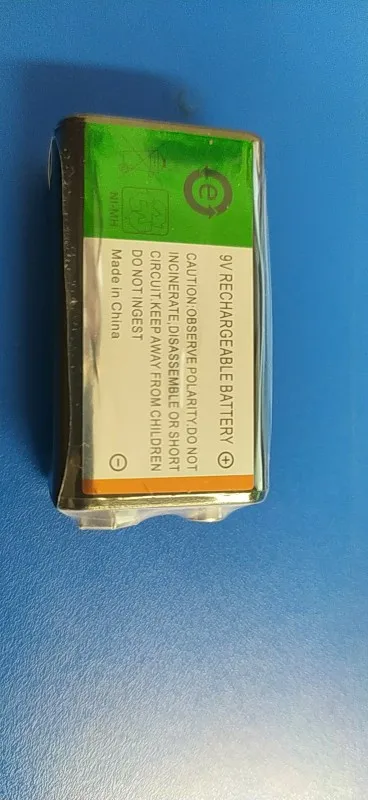 e
NI-MH
9V RECHARGEABLE BATTERY +
CAUTION:OBSERVE POLARITY.DO NOT
INCINERATE,DISASSEMBLE OR SHORT
CIRCUIT.KEEP AWAY FROM CHILDREN
DO NOT INGEST
Made in China −